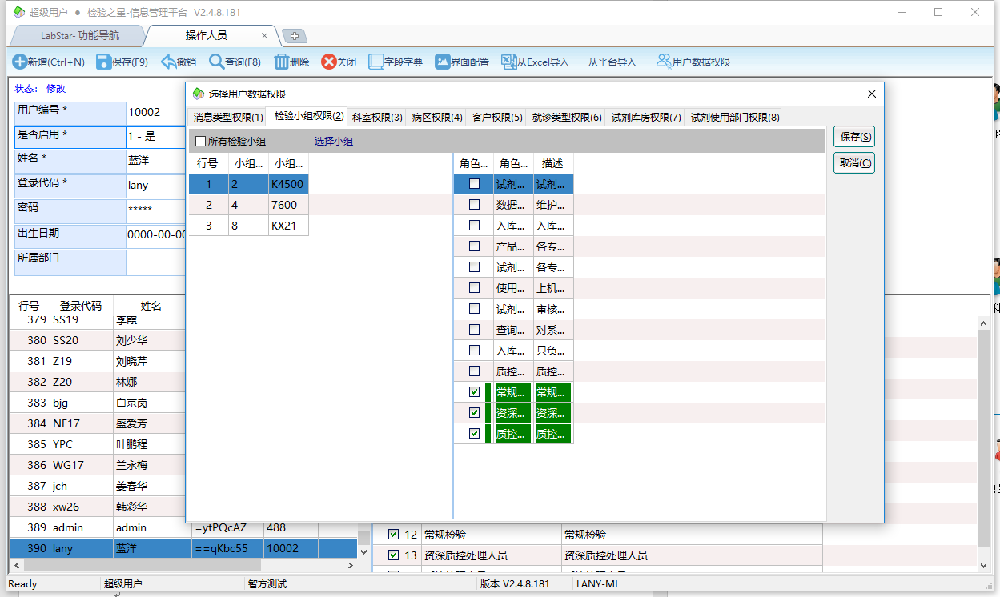 超级用户 ● 检验之星-信息管理平台 V2.4.8.181
LabStar-功能导航 操作人员
新增(Ctrl+N) 保存(F9) 撤销 查询(F8) 删除 关闭 字段字典 界面配置 从Excel导入 从平台导入 用户数据权限
状态: 修改
用户编号 * 10002
是否启用 * 1 - 是
姓名 * 蓝洋
登录代码 * lany
密码 *****
出生日期 0000-00-00
所属部门
选择用户数据权限
消息类型权限(1) 检验小组权限(2) 科室权限(3) 病区权限(4) 客户权限(5) 就诊类型权限(6) 试剂库房权限(7) 试剂使用部门权限(8)
所有检验小组 选择小组
保存(S)
取消(C)
行号 小组... 小组...
1 2 K4500
2 4 7600
3 8 KX21
角色... 角色... 描述
试剂... 试剂...
数据... 维护...
入库... 入库...
产品... 各专...
试剂... 各专...
使用... 上机...
试剂... 审核...
查询... 对系...
入库... 只负...
质控... 质控...
常规... 常规...
资深... 资深...
质控... 质控...
行号 登录代码 姓名
379 SS19 李霞
380 SS20 刘少华
381 Z19 刘晓芹
382 Z20 林娜
383 bjg 白京岗
384 NE17 盛爱芳
385 YPC 叶鹏程
386 WG17 兰永梅
387 jch 姜春华
388 xw26 韩彩华
389 admin admin =ytPQcAZ 488
390 lany 蓝洋 ==qKbc55 10002
12 常规检验 常规检验
13 资深质控处理人员 资深质控处理人员
Ready 超级用户 智方测试 版本 V2.4.8.181 LANY-MI